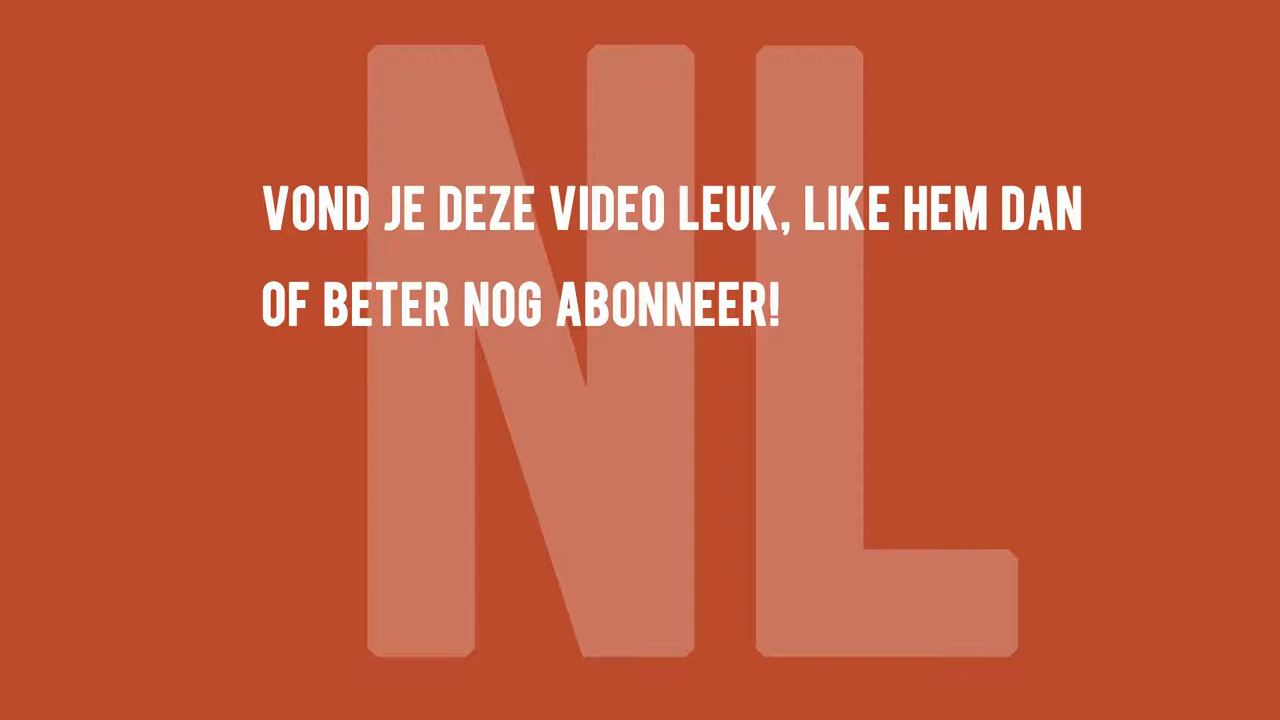 NL
VOND JE DEZE VIDEO LEUK, LIKE HEM DAN
OF BETER NOG ABONNEER!